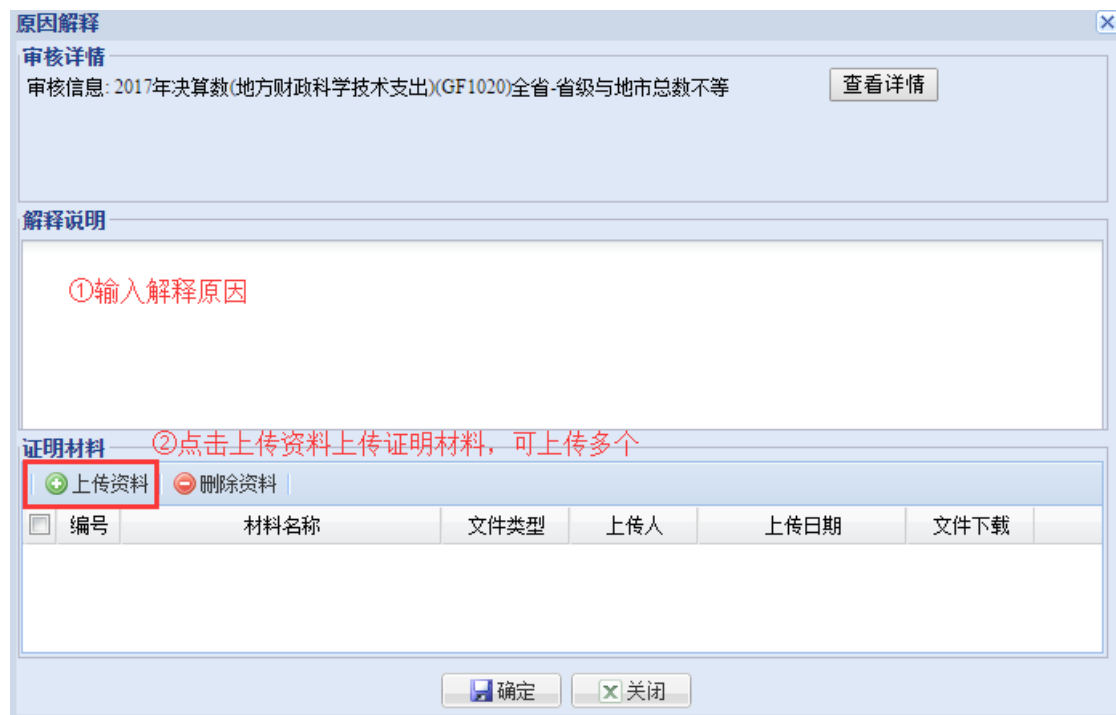 原因解释
审核详情
审核信息: 2017年决算数(地方财政科学技术支出)(GF1020)全省-省级与地市总数不等 查看详情
解释说明
①输入解释原因
证明材料 ②点击上传资料上传证明材料，可上传多个
上传资料 删除资料
编号 材料名称 文件类型 上传人 上传日期 文件下载
确定 关闭